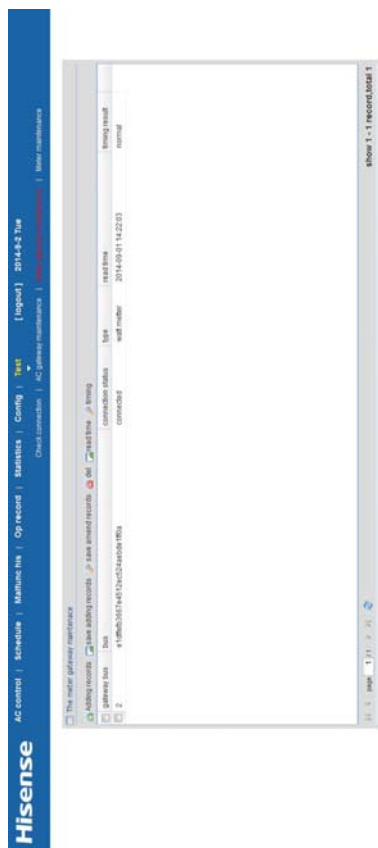 Hisense
AC control | Schedule | Malfunc his | Op record | Statistics | Config | Test [ logout ] 2014-9-2 Tue
Check connection | AC gateway maintenance | | Meter maintenance
The meter gateway maintenace
Adding records save adding records save amend records del read time timing
gateway bus bus connection status type read time timing result
2 connected watt metter 2014-09-01 14:22:03 normal
page 1 /1 show 1 - 1 record,total 1